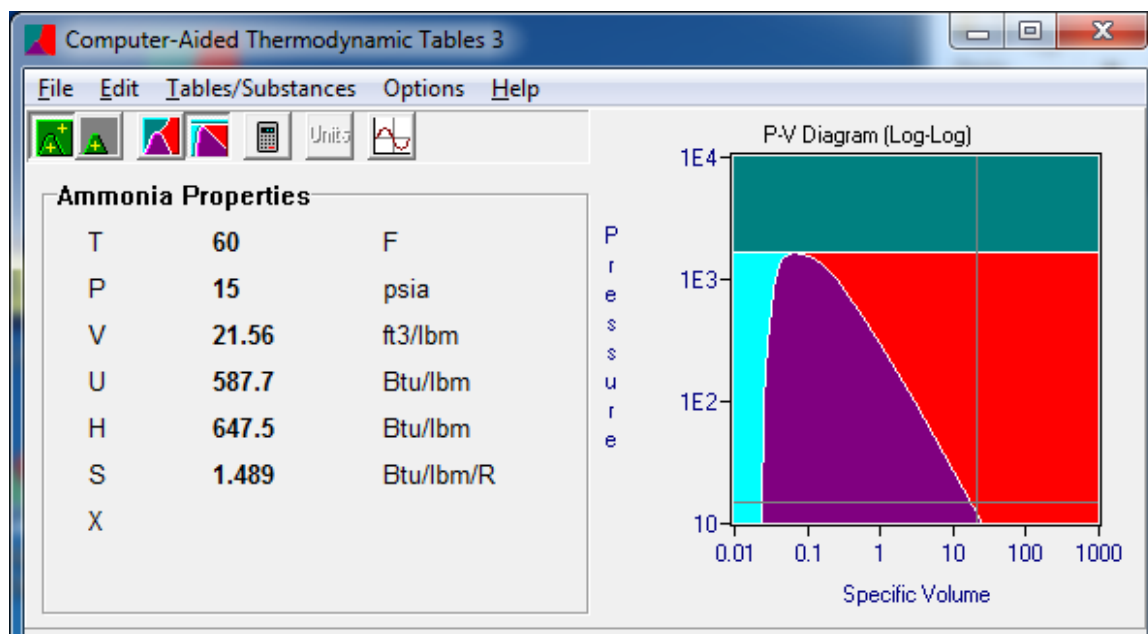 Computer-Aided Thermodynamic Tables 3
File Edit Tables/Substances Options Help
Units
Ammonia Properties
T 60 F
P 15 psia
V 21.56 ft3/lbm
U 587.7 Btu/lbm
H 647.5 Btu/lbm
S 1.489 Btu/lbm/R
X
P-V Diagram (Log-Log)
Pressure
1E4
1E3
1E2
10
0.01 0.1 1 10 100 1000
Specific Volume